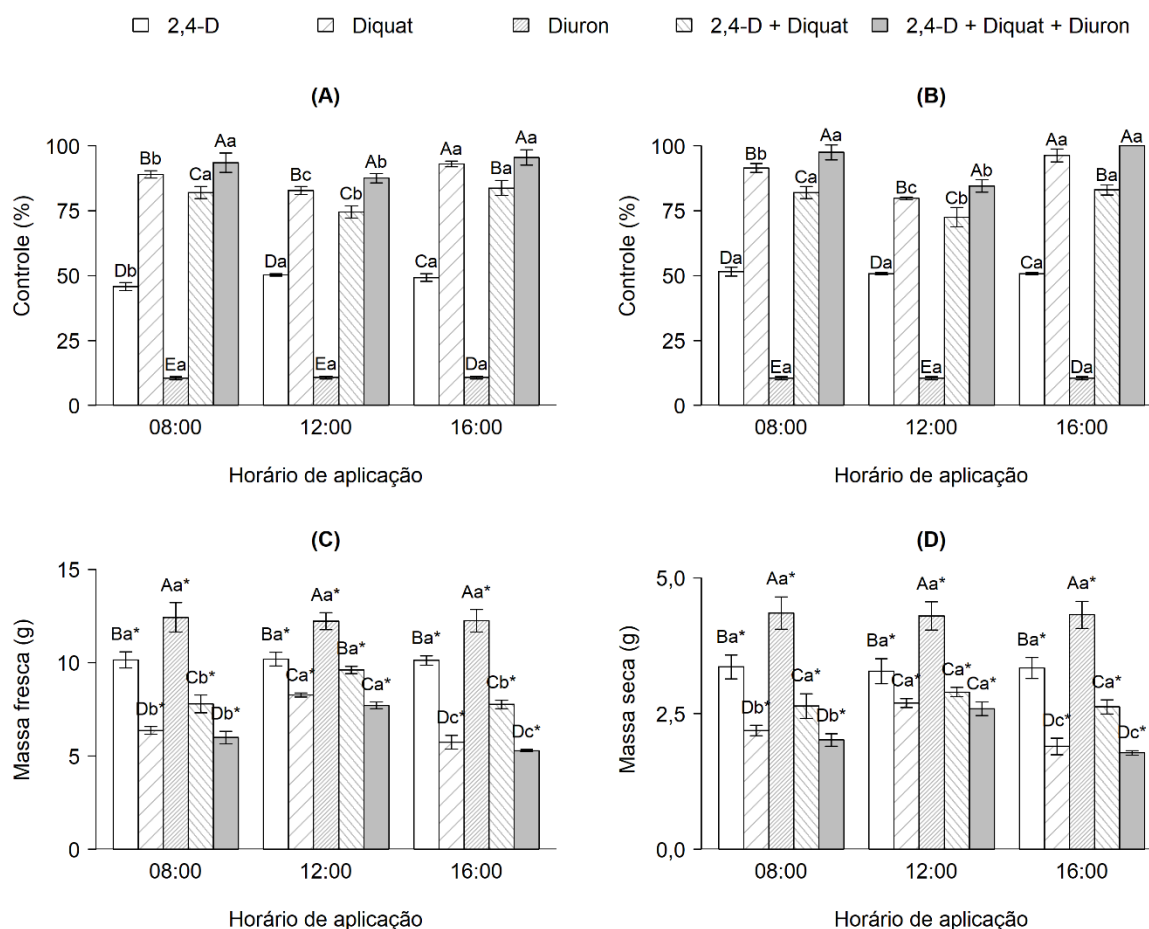 2,4-D Diquat Diuron 2,4-D + Diquat 2,4-D + Diquat + Diuron
(A)
Controle (%)
100
75
50
25
0
Db Bb Ea Ca Aa
Da Bc Ea Cb Ab
Ca Aa Da Ba Aa
08:00 12:00 16:00
Horário de aplicação
(B)
Controle (%)
100
75
50
25
0
Da Bb Ea Ca Aa
Da Bc Ea Cb Ab
Ca Aa Da Ba Aa
08:00 12:00 16:00
Horário de aplicação
(C)
Massa fresca (g)
15
10
5
0
Ba* Db* Aa* Cb* Db*
Ba* Ca* Aa* Ba* Ca*
Ba* Dc* Aa* Cb* Dc*
08:00 12:00 16:00
Horário de aplicação
(D)
Massa seca (g)
5,0
2,5
0,0
Ba* Db* Aa* Ca* Db*
Ba* Ca* Aa* Ca* Ca*
Ba* Dc* Aa* Ca* Dc*
08:00 12:00 16:00
Horário de aplicação